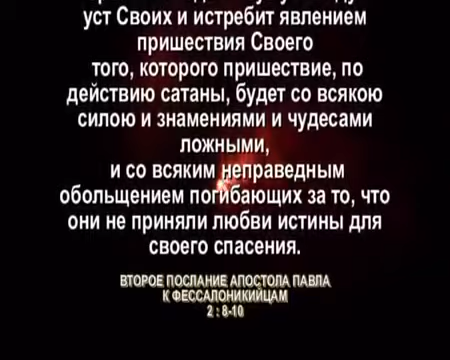 уст Своих и истребит явлением
пришествия Своего
того, которого пришествие, по
действию сатаны, будет со всякою
силою и знамениями и чудесами
ложными,
и со всяким неправедным
обольщением погибающих за то, что
они не приняли любви истины для
своего спасения.
ВТОРОЕ ПОСЛАНИЕ АПОСТОЛА ПАВЛА
К ФЕССАЛОНИКИЙЦАМ
2 : 8-10